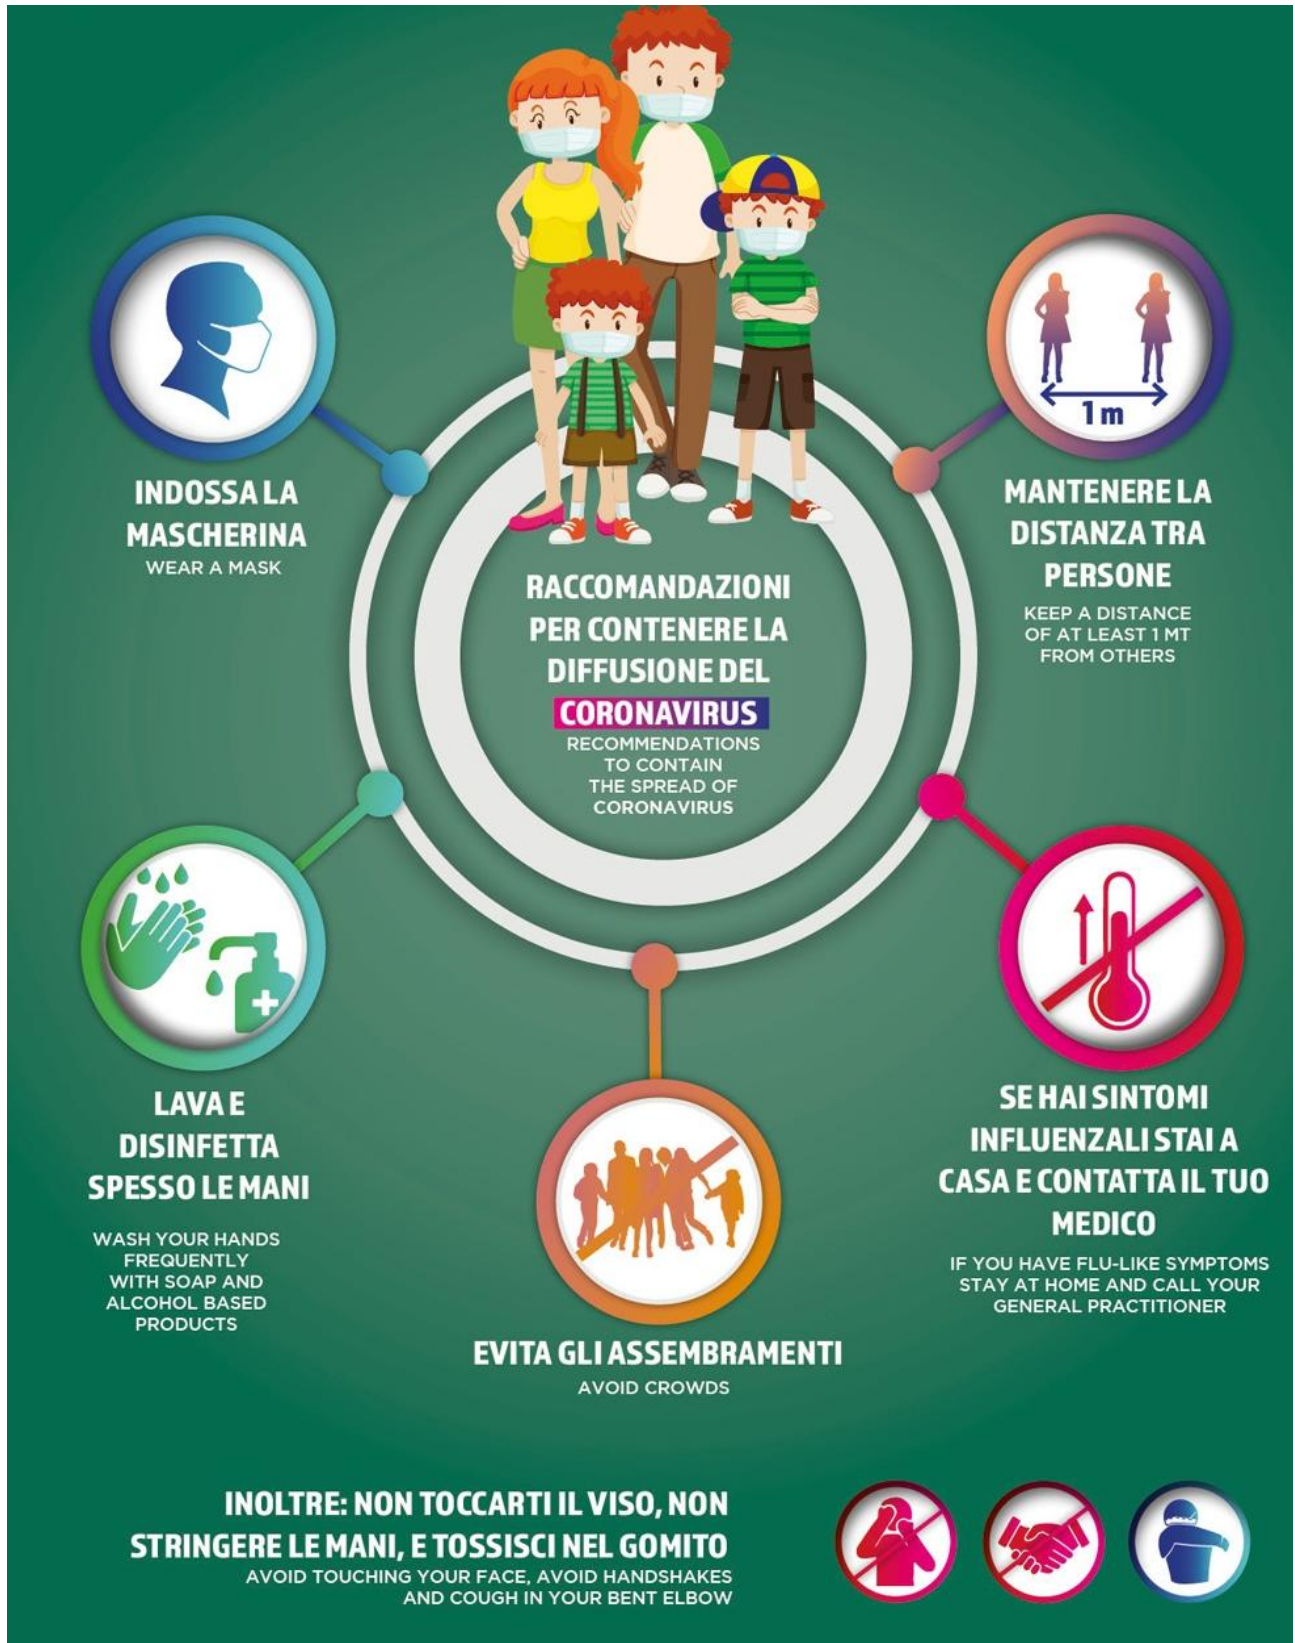 1 m
INDOSSA LA
MASCHERINA
WEAR A MASK
MANTENERE LA
DISTANZA TRA
PERSONE
KEEP A DISTANCE
OF AT LEAST 1 MT
FROM OTHERS
RACCOMANDAZIONI
PER CONTENERE LA
DIFFUSIONE DEL
CORONAVIRUS
RECOMMENDATIONS
TO CONTAIN
THE SPREAD OF
CORONAVIRUS
LAVA E
DISINFETTA
SPESSO LE MANI
WASH YOUR HANDS
FREQUENTLY
WITH SOAP AND
ALCOHOL BASED
PRODUCTS
SE HAI SINTOMI
INFLUENZALI STAI A
CASA E CONTATTA IL TUO
MEDICO
IF YOU HAVE FLU-LIKE SYMPTOMS
STAY AT HOME AND CALL YOUR
GENERAL PRACTITIONER
EVITA GLI ASSEMBRAMENTI
AVOID CROWDS
INOLTRE: NON TOCCARTI IL VISO, NON
STRINGERE LE MANI, E TOSSISCI NEL GOMITO
AVOID TOUCHING YOUR FACE, AVOID HANDSHAKES
AND COUGH IN YOUR BENT ELBOW